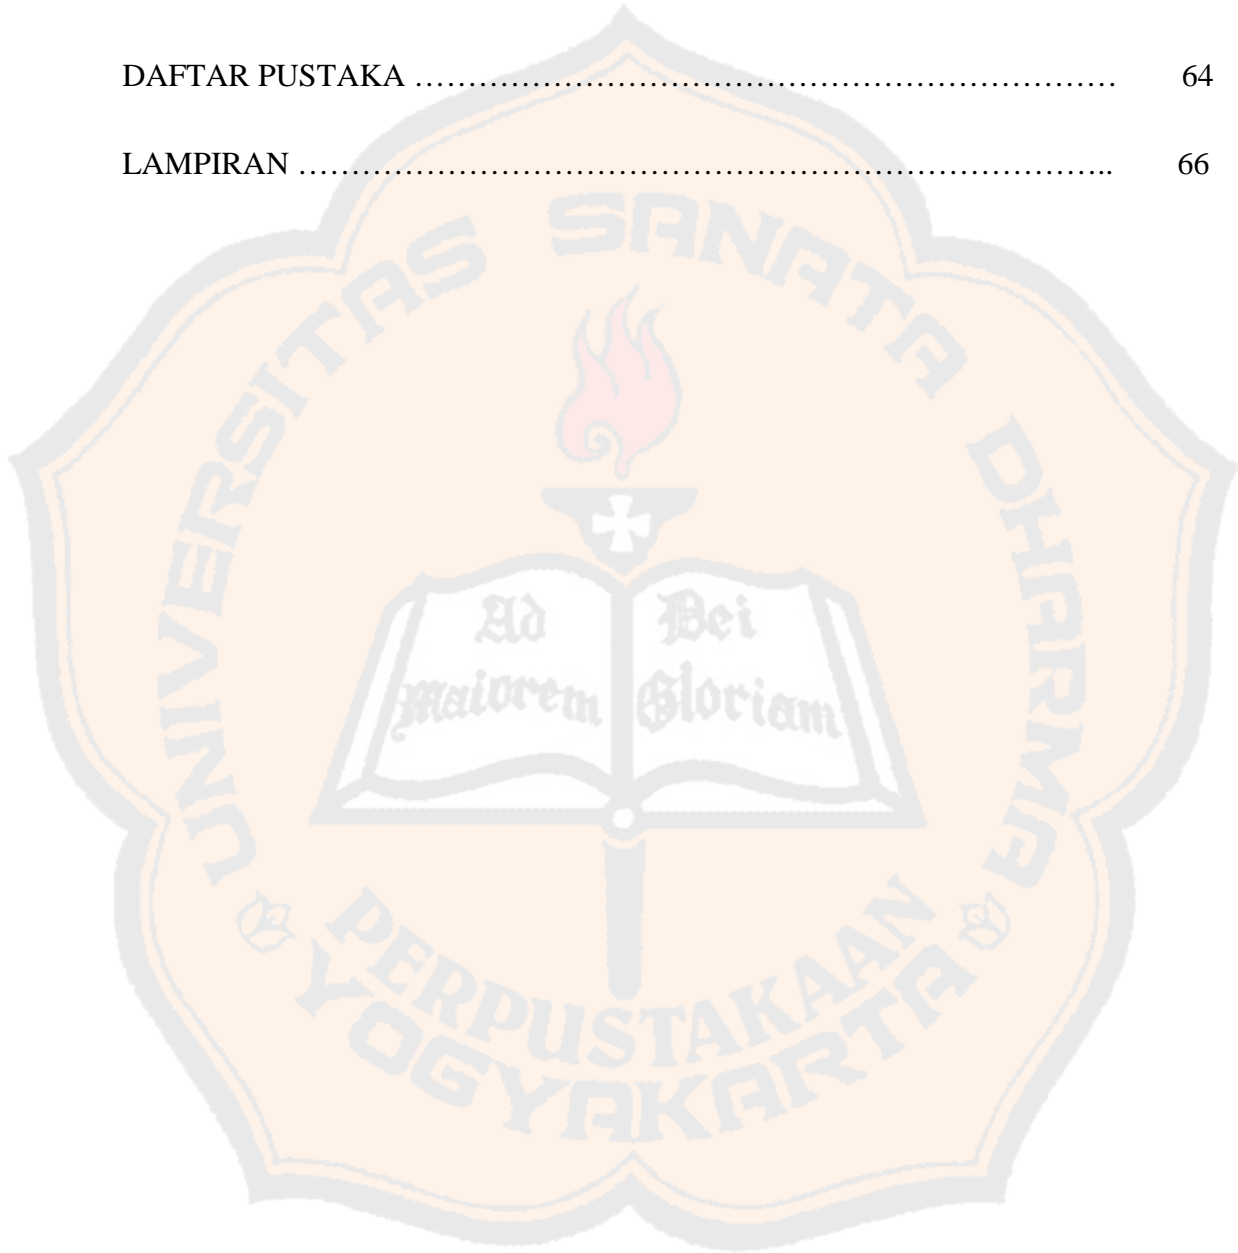 DAFTAR PUSTAKA ………………………………………………………… 64
LAMPIRAN ………………………………………………………………….. 66
UNIVERSITAS SANATA DHARMA
Ad Dei
Maiorem Gloriam
PERPUSTAKAAN
YOGYAKARTA